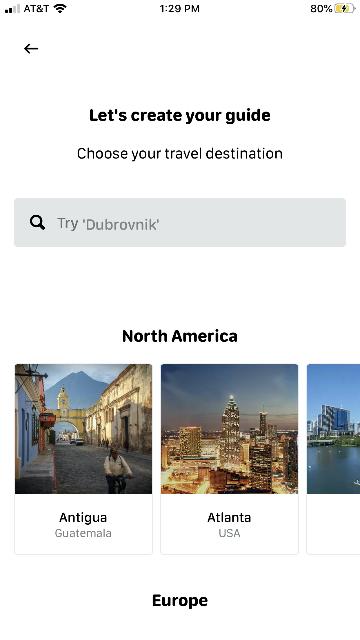 AT&T
1:29 PM
80%
Let's create your guide
Choose your travel destination
Try 'Dubrovnik'
North America
Antigua
Guatemala
Atlanta
USA
Europe